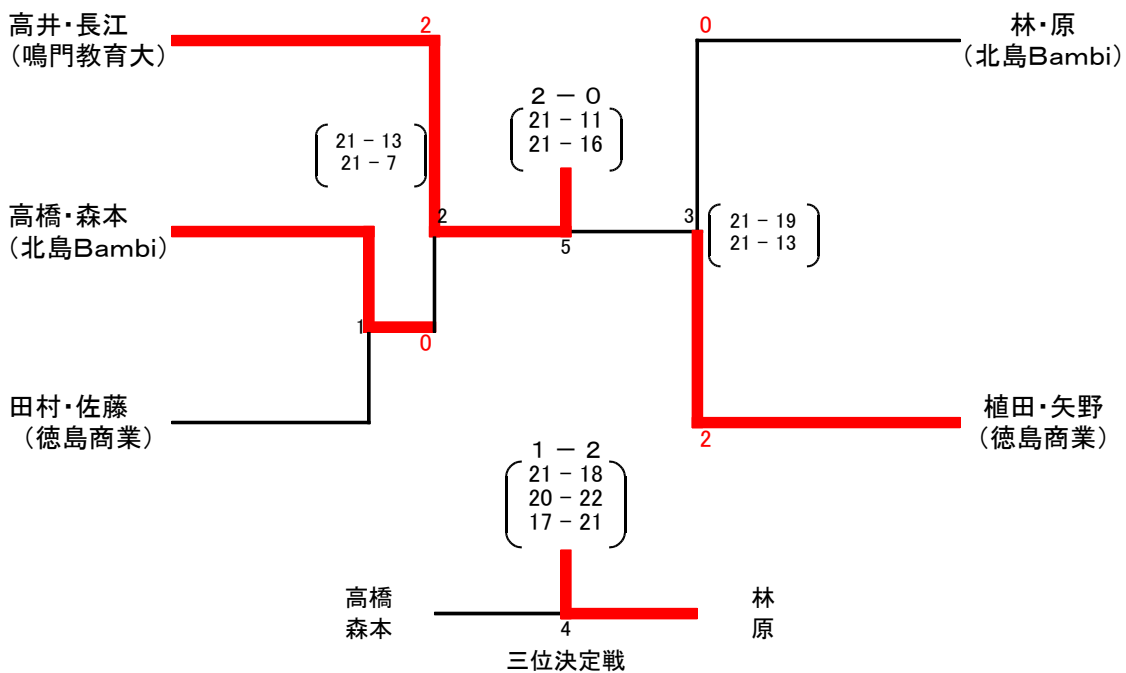 高井・長江
（鳴門教育大）
2
0
林・原
（北島Bambi）
2 － 0
21 － 11
21 － 16
21 － 13
21 － 7
高橋・森本
（北島Bambi）
2
5
3
21 － 19
21 － 13
1
0
田村・佐藤
（徳島商業）
植田・矢野
（徳島商業）
2
1 － 2
21 － 18
20 － 22
17 － 21
高橋
森本
4
林
原
三位決定戦